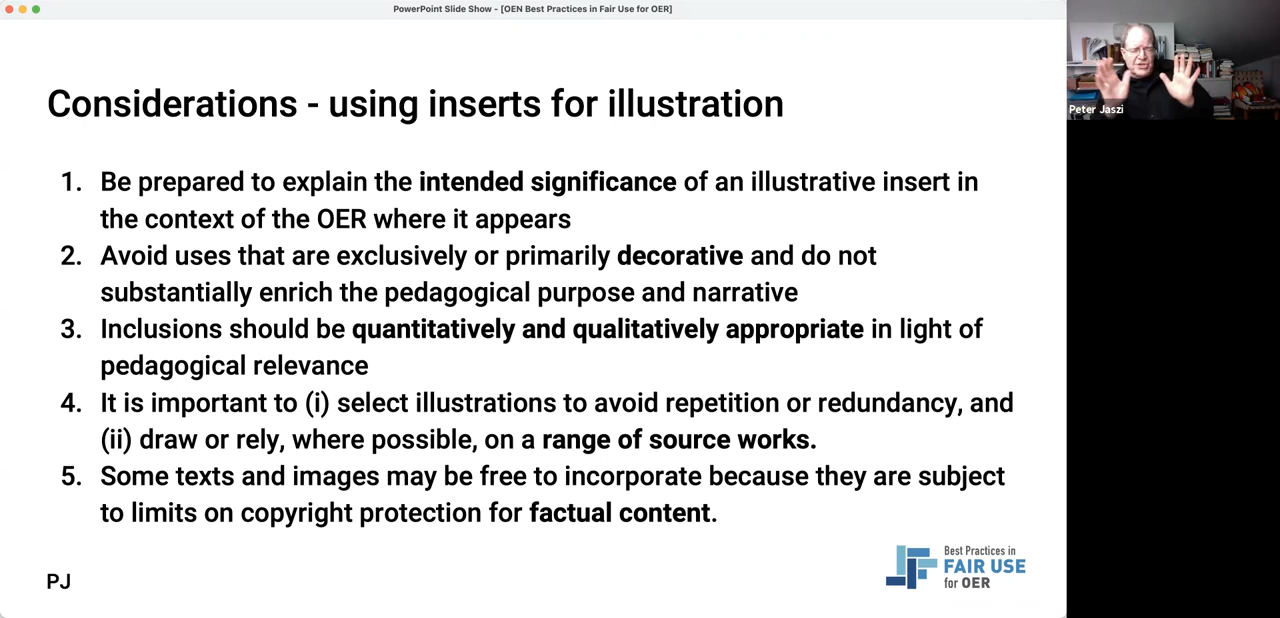 PowerPoint Slide Show - [OEN Best Practices in Fair Use for OER]
Considerations - using inserts for illustration
1. Be prepared to explain the intended significance of an illustrative insert in
the context of the OER where it appears
2. Avoid uses that are exclusively or primarily decorative and do not
substantially enrich the pedagogical purpose and narrative
3. Inclusions should be quantitatively and qualitatively appropriate in light of
pedagogical relevance
4. It is important to (i) select illustrations to avoid repetition or redundancy, and
(ii) draw or rely, where possible, on a range of source works.
5. Some texts and images may be free to incorporate because they are subject
to limits on copyright protection for factual content.
PJ
Best Practices in
FAIR USE
for OER
Peter Jaszi